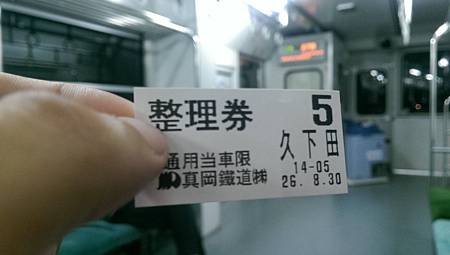 整理券 5
久下田
通用当車限 14-05
真岡鐵道㈱ 26.8.30